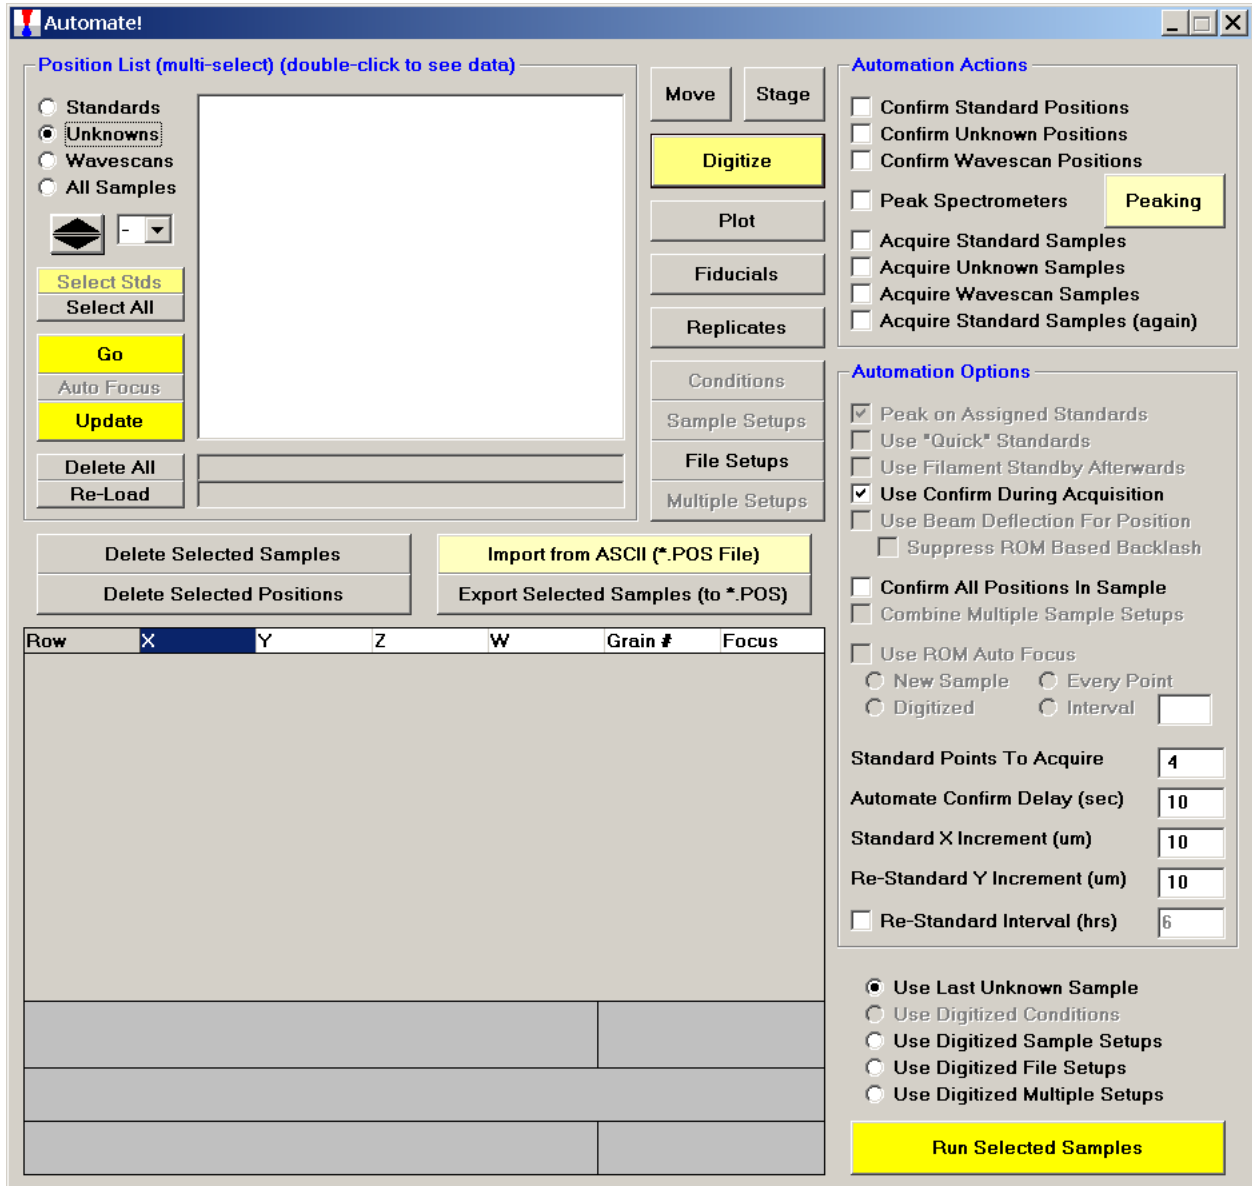 Automate!
Position List (multi-select) (double-click to see data)
Standards
Unknowns
Wavescans
All Samples
-
Select Stds
Select All
Go
Auto Focus
Update
Delete All
Re-Load
Move
Stage
Digitize
Plot
Fiducials
Replicates
Conditions
Sample Setups
File Setups
Multiple Setups
Delete Selected Samples
Delete Selected Positions
Import from ASCII (*.POS File)
Export Selected Samples (to *.POS)
Row X Y Z W Grain # Focus
Automation Actions
Confirm Standard Positions
Confirm Unknown Positions
Confirm Wavescan Positions
Peak Spectrometers
Peaking
Acquire Standard Samples
Acquire Unknown Samples
Acquire Wavescan Samples
Acquire Standard Samples (again)
Automation Options
Peak on Assigned Standards
Use "Quick" Standards
Use Filament Standby Afterwards
Use Confirm During Acquisition
Use Beam Deflection For Position
Suppress ROM Based Backlash
Confirm All Positions In Sample
Combine Multiple Sample Setups
Use ROM Auto Focus
New Sample Every Point
Digitized Interval
Standard Points To Acquire 4
Automate Confirm Delay (sec) 10
Standard X Increment (um) 10
Re-Standard Y Increment (um) 10
Re-Standard Interval (hrs) 6
Use Last Unknown Sample
Use Digitized Conditions
Use Digitized Sample Setups
Use Digitized File Setups
Use Digitized Multiple Setups
Run Selected Samples